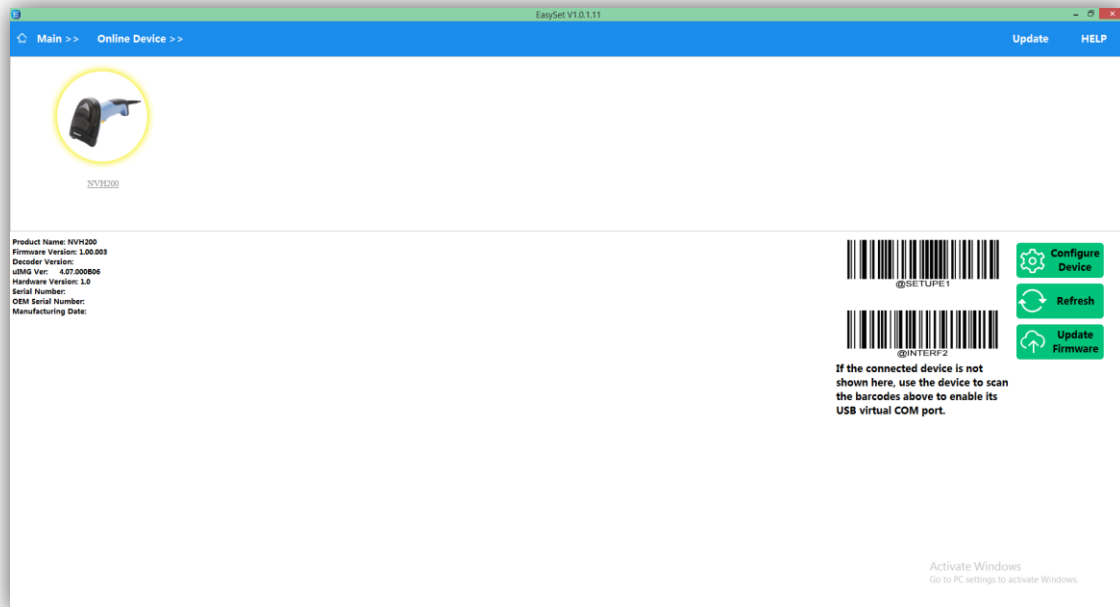 EasySet V1.0.1.11
Main >> Online Device >> Update HELP
NVH200
Product Name: NVH200
Firmware Version: 1.00.003
Decoder Version:
uIMG Ver: 4.07.000B06
Hardware Version: 1.0
Serial Number:
OEM Serial Number:
Manufacturing Date:
@SETUPE1
@INTERF2
If the connected device is not
shown here, use the device to scan
the barcodes above to enable its
USB virtual COM port.
Configure
Device
Refresh
Update
Firmware
Activate Windows
Go to PC settings to activate Windows.